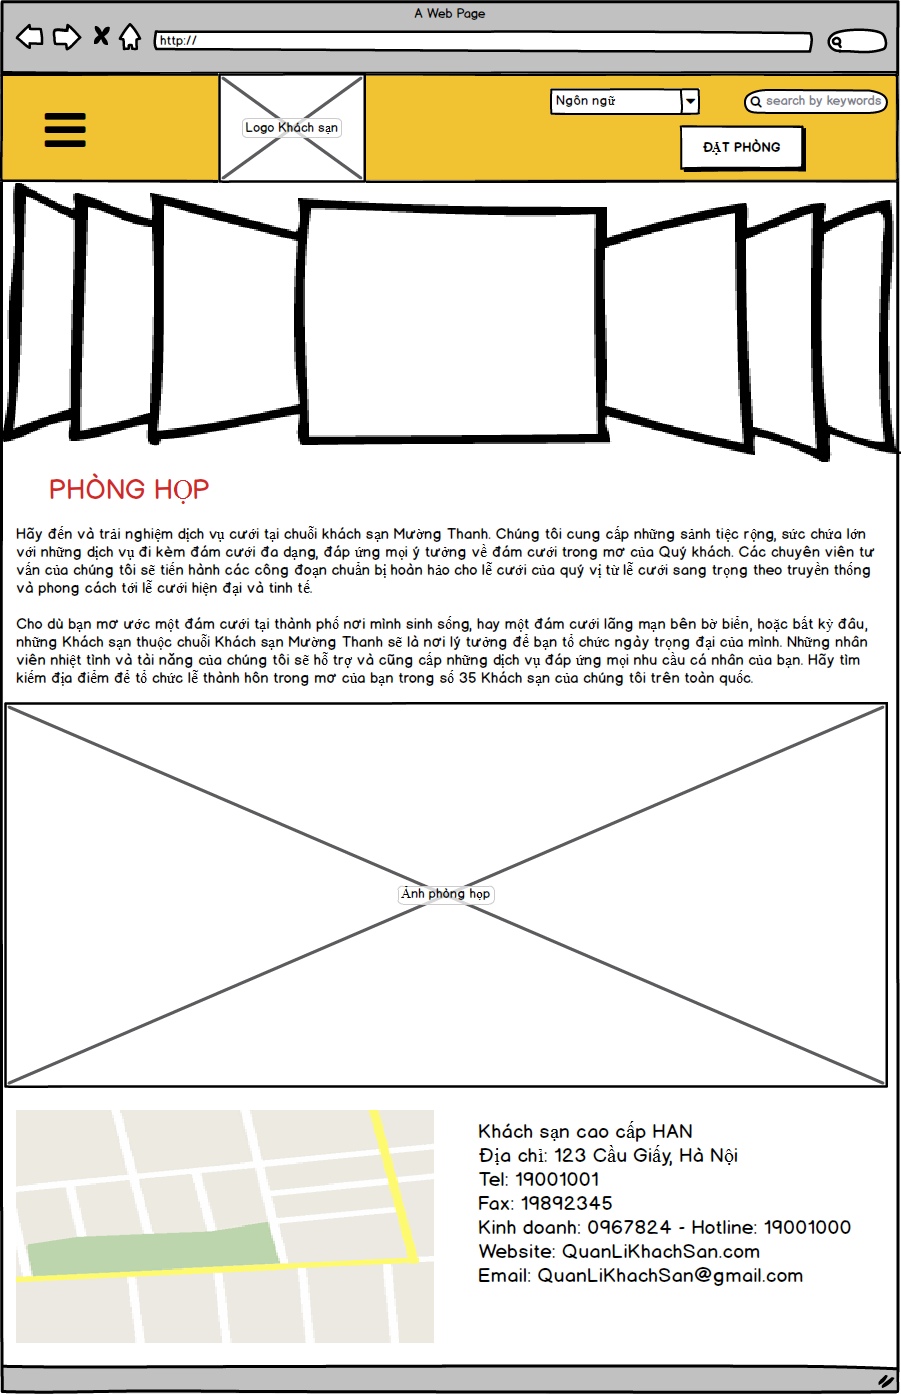 A Web Page
http://
Logo Khách sạn
Ngôn ngữ
search by keywords
ĐẶT PHÒNG
PHÒNG HỌP
Hãy đến và trải nghiệm dịch vụ cưới tại chuỗi khách sạn Mường Thanh. Chúng tôi cung cấp những sảnh tiệc rộng, sức chứa lớn
với những dịch vụ đi kèm đám cưới đa dạng, đáp ứng mọi ý tưởng về đám cưới trong mơ của Quý khách. Các chuyên viên tư
vấn của chúng tôi sẽ tiến hành các công đoạn chuẩn bị hoàn hảo cho lễ cưới của quý vị từ lễ cưới sang trọng theo truyền thống
và phong cách tới lễ cưới hiện đại và tinh tế.
Cho dù bạn mơ ước một đám cưới tại thành phố nơi mình sinh sống, hay một đám cưới lãng mạn bên bờ biển, hoặc bất kỳ đâu,
những Khách sạn thuộc chuỗi Khách sạn Mường Thanh sẽ là nơi lý tưởng để bạn tổ chức ngày trọng đại của mình. Những nhân
viên nhiệt tình và tài năng của chúng tôi sẽ hỗ trợ và cũng cấp những dịch vụ đáp ứng mọi nhu cầu cá nhân của bạn. Hãy tìm
kiếm địa điểm để tổ chức lễ thành hôn trong mơ của bạn trong số 35 Khách sạn của chúng tôi trên toàn quốc.
Ảnh phòng họp
Khách sạn cao cấp HAN
Địa chỉ: 123 Cầu Giấy, Hà Nội
Tel: 19001001
Fax: 19892345
Kinh doanh: 0967824 - Hotline: 19001000
Website: QuanLiKhachSan.com
Email: QuanLiKhachSan@gmail.com